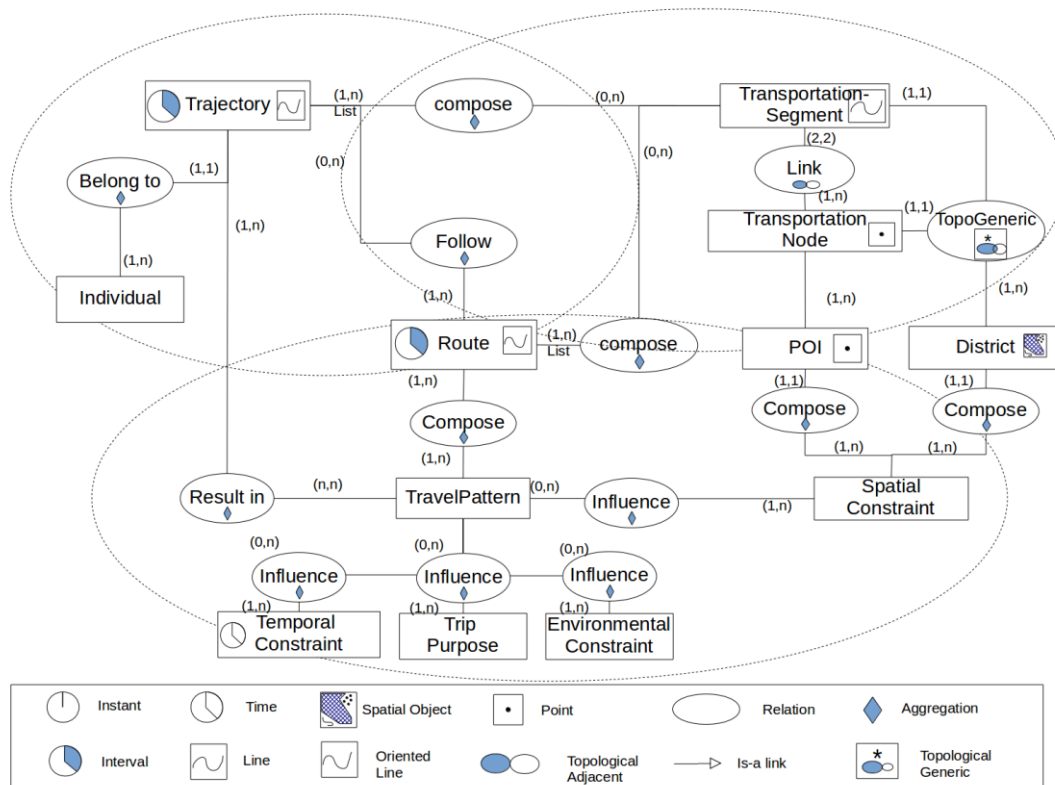 Trajectory
(1,n)
List
compose
(0,n)
Transportation-
Segment
(1,1)
(0,n)
(0,n)
(2,2)
Belong to
(1,1)
Link
(1,n)
(1,n)
Transportation
Node
(1,1)
TopoGeneric
*
Follow
(1,n)
Individual
(1,n)
(1,n)
(1,n)
Route
(1,n)
List
compose
POI
District
(1,n)
(1,1)
(1,1)
Compose
Compose
Compose
(1,n)
(1,n)
(1,n)
Result in
(n,n)
TravelPattern
(0,n)
Influence
(1,n)
Spatial
Constraint
(0,n)
(0,n)
(0,n)
Influence
Influence
Influence
(1,n)
(1,n)
(1,n)
Temporal
Constraint
Trip
Purpose
Environmental
Constraint
Instant
Time
Spatial Object
Point
Relation
Aggregation
Interval
Line
Oriented
Line
Topological
Adjacent
Is-a link
*
Topological
Generic